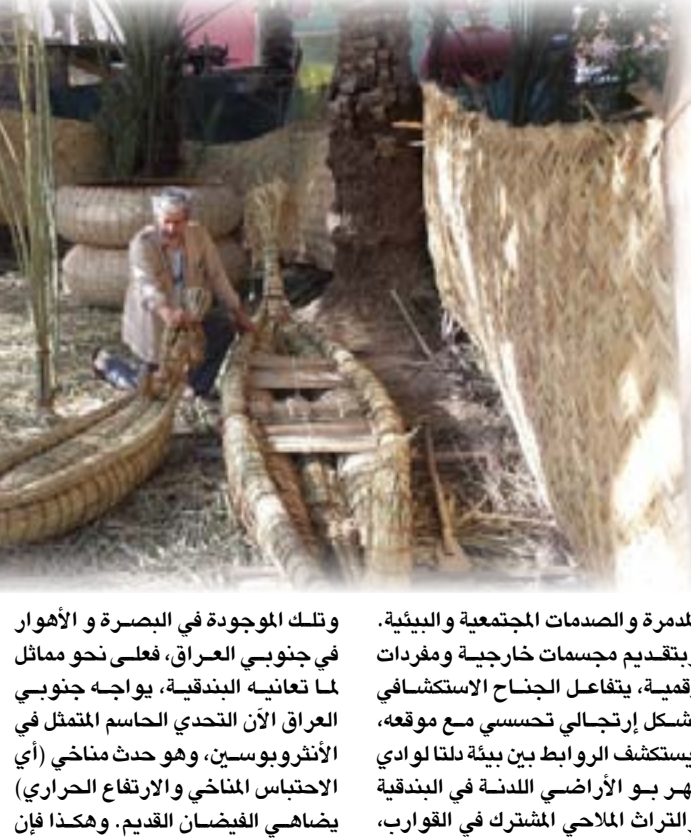 لمدمرة والصدمات المجتمعية والبيئية.
بتقديم مجسمات خارجية ومفردات
قمية، يتفاعل الجناح الاستكشافي
شكل إرتجالي تحسسي مع موقعه،
يستكشف الروابط بين بيئة دلتا لوادي
هر بو الأراضي اللدنة في البندقية
التراث الملاحي المشترك في القوارب،
وتلك الموجودة في البصرة و الأهوار
في جنوبي العراق، فعلى نحو مماثل
لما تعانيه البندقية، يواجه جنوبي
العراق الآن التحدي الحاسم المتمثل في
الأنثروبوسين، وهو حدث مناخي (أي
الاحتباس المناخي والارتفاع الحراري)
يضاهي الفيضان القديم. وهكذا فإن